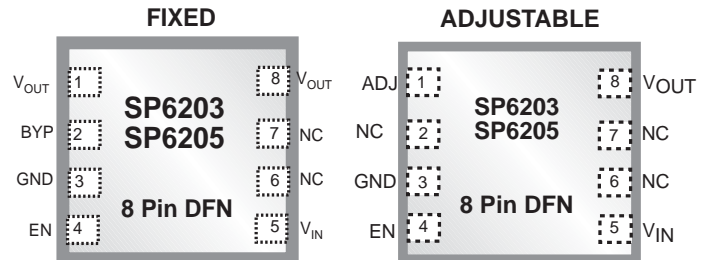 FIXED
VOUT 1 8 VOUT
BYP 2 7 NC
GND 3 6 NC
EN 4 5 VIN
SP6203
SP6205
8 Pin DFN
ADJUSTABLE
ADJ 1 8 VOUT
NC 2 7 NC
GND 3 6 NC
EN 4 5 VIN
SP6203
SP6205
8 Pin DFN